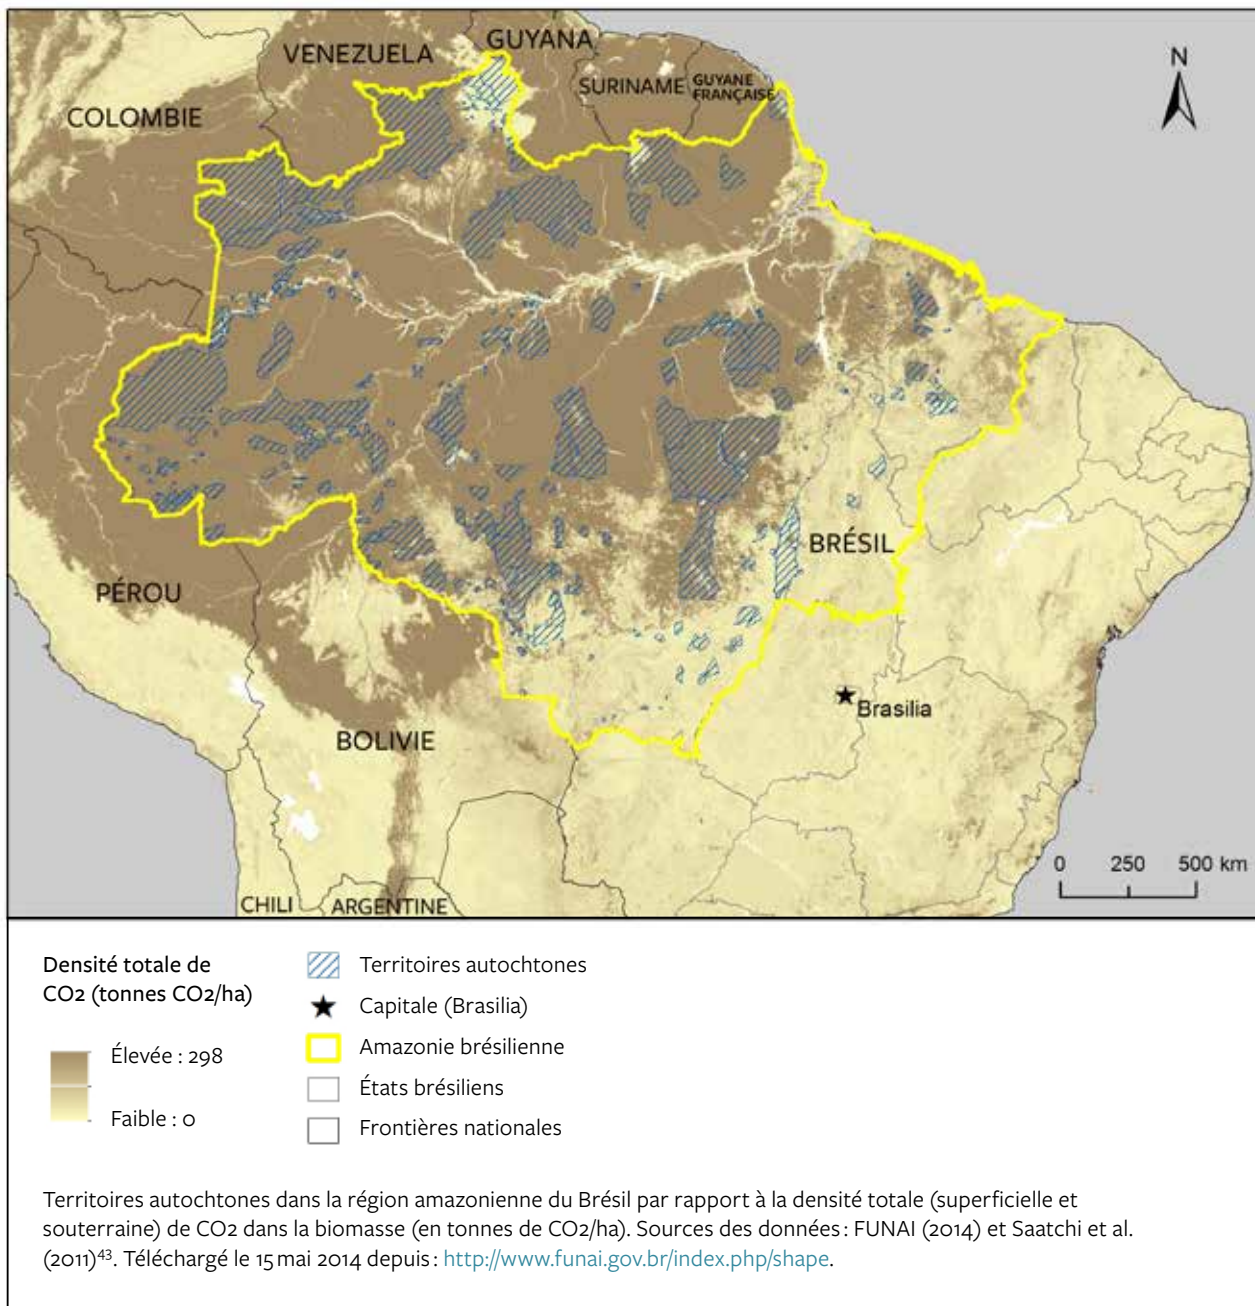 VENEZUELA
GUYANA
SURINAME
GUYANE
FRANÇAISE
N
COLOMBIE
BRÉSIL
PÉROU
Brasilia
BOLIVIE
0 250 500 km
CHILI
ARGENTINE
Densité totale de
CO2 (tonnes CO2/ha)
Élevée : 298
Faible : 0
Territoires autochtones
Capitale (Brasilia)
Amazonie brésilienne
États brésiliens
Frontières nationales
Territoires autochtones dans la région amazonienne du Brésil par rapport à la densité totale (superficielle et
souterraine) de CO2 dans la biomasse (en tonnes de CO2/ha). Sources des données : FUNAI (2014) et Saatchi et al.
(2011)⁴³. Téléchargé le 15 mai 2014 depuis : http://www.funai.gov.br/index.php/shape.